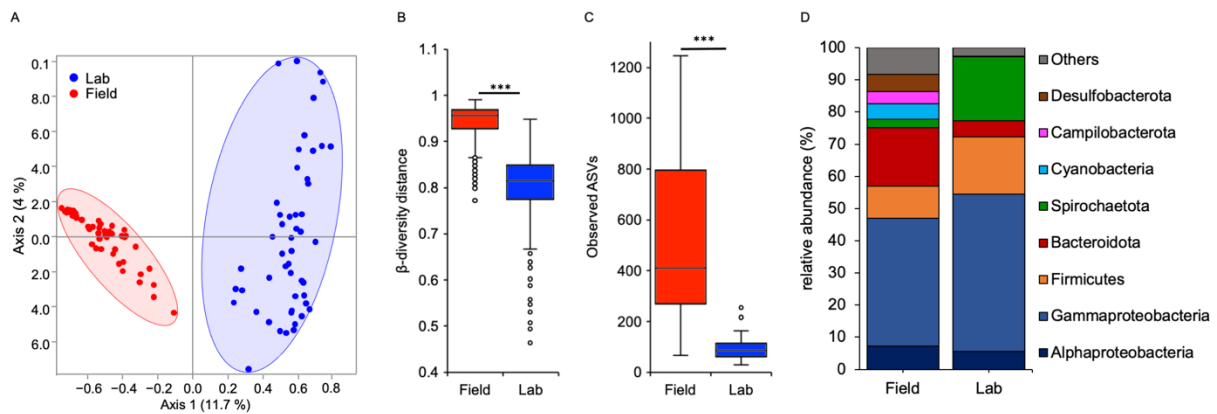 A
Lab
Field
Axis 2 (4 %)
0.1
8.0
6.0
4.0
2.0
0.0
2.0
4.0
6.0
−0.6
−0.4
−0.2
0.0
0.2
0.4
0.6
0.8
Axis 1 (11.7 %)
B
***
β-diversity distance
1.1
1
0.9
0.8
0.7
0.6
0.5
0.4
Field
Lab
C
***
Observed ASVs
1200
1000
800
600
400
200
0
Field
Lab
D
relative abundance (%)
100
90
80
70
60
50
40
30
20
10
0
Field
Lab
Others
Desulfobacterota
Campilobacterota
Cyanobacteria
Spirochaetota
Bacteroidota
Firmicutes
Gammaproteobacteria
Alphaproteobacteria